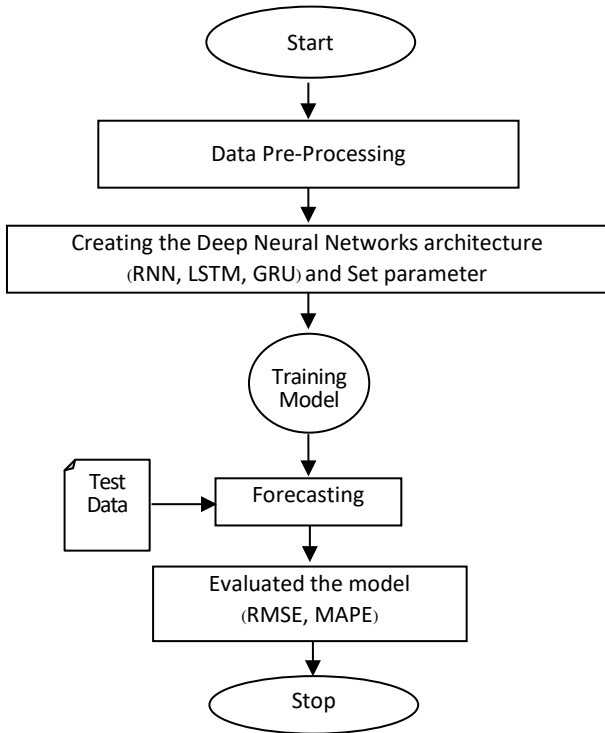 Start
Data Pre-Processing
Creating the Deep Neural Networks architecture
(RNN, LSTM, GRU) and Set parameter
Training
Model
Test
Data
Forecasting
Evaluated the model
(RMSE, MAPE)
Stop